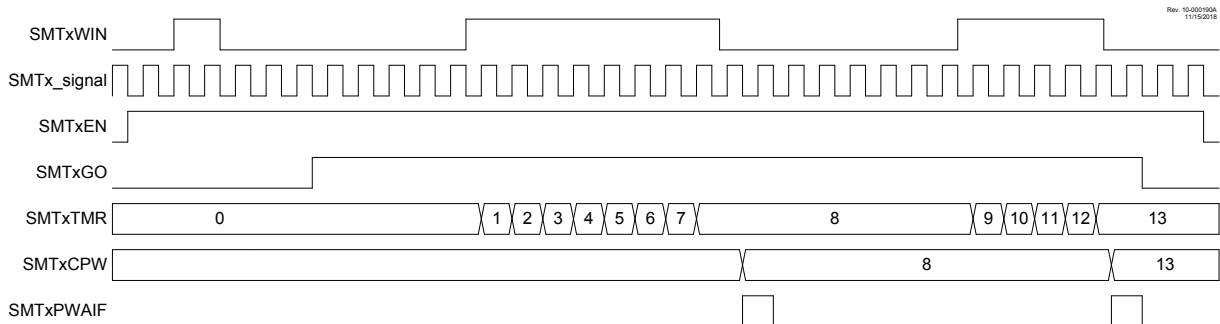 Rev. 10-000190A
11/15/2018
SMTxWIN
SMTx_signal
SMTxEN
SMTxGO
SMTxTMR 0 1 2 3 4 5 6 7 8 9 10 11 12 13
SMTxCPW 8 13
SMTxPWAIF